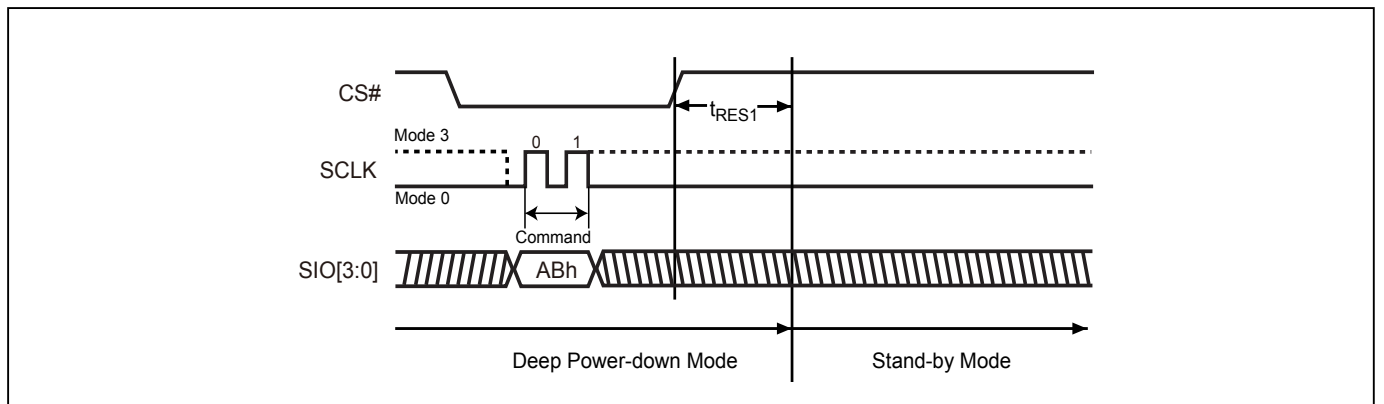 CS#
tRES1
Mode 3
0 1
SCLK
Mode 0
Command
SIO[3:0]
ABh
Deep Power-down Mode
Stand-by Mode